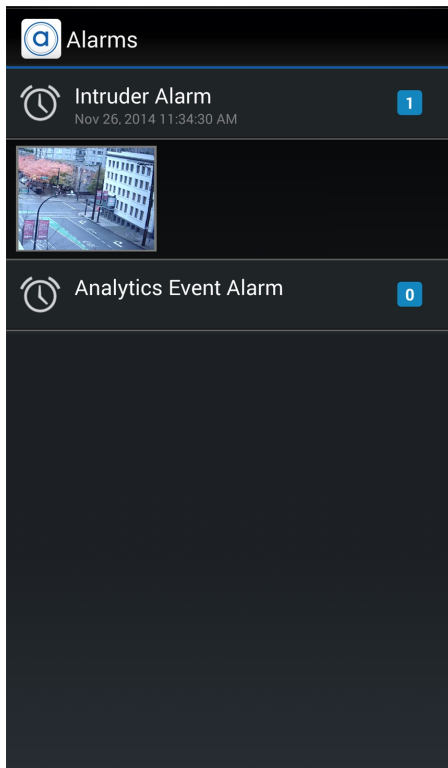 a Alarms
Intruder Alarm
Nov 26, 2014 11:34:30 AM
1
Analytics Event Alarm
0